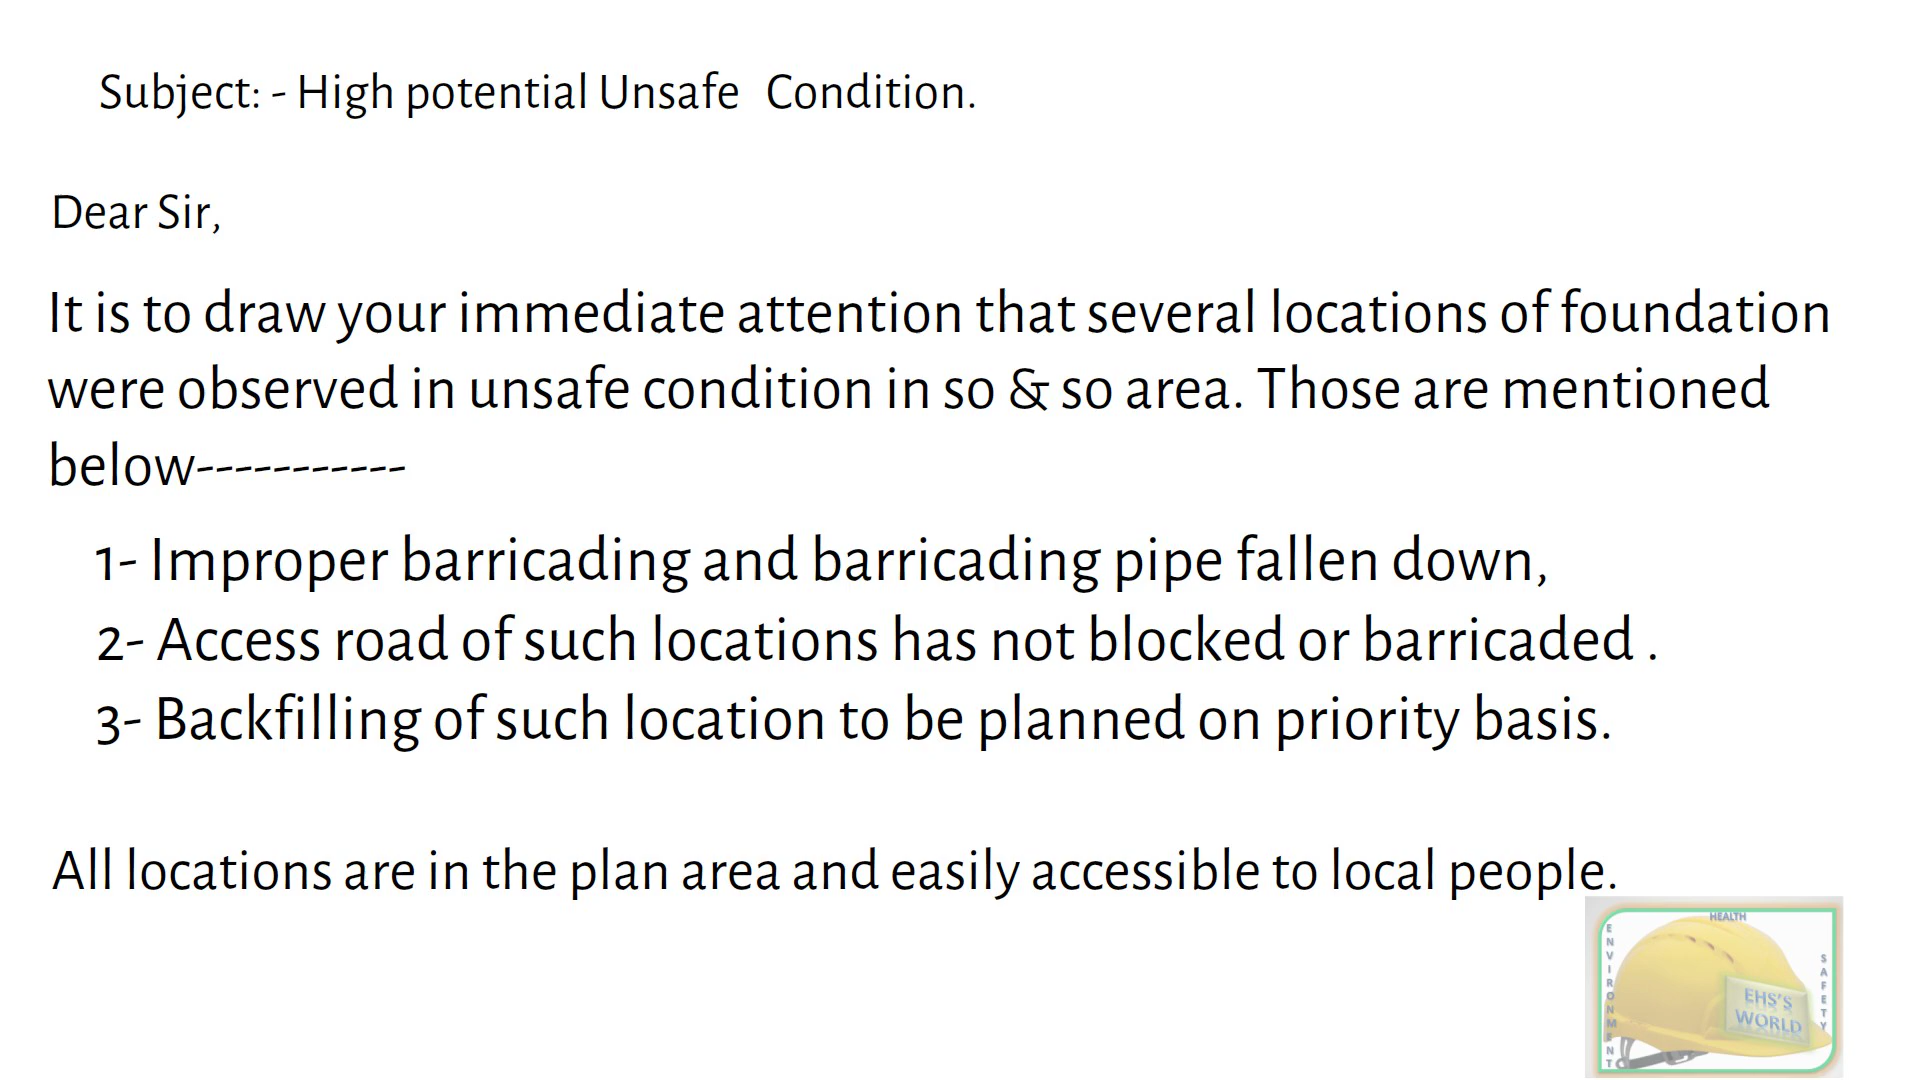 Subject: - High potential Unsafe Condition.
Dear Sir,
It is to draw your immediate attention that several locations of foundation
were observed in unsafe condition in so & so area. Those are mentioned
below-----------
1- Improper barricading and barricading pipe fallen down,
2- Access road of such locations has not blocked or barricaded .
3- Backfilling of such location to be planned on priority basis.
All locations are in the plan area and easily accessible to local people.
HEALTH
ENVIRONMENT
SAFETY
EHS'S
WORLD